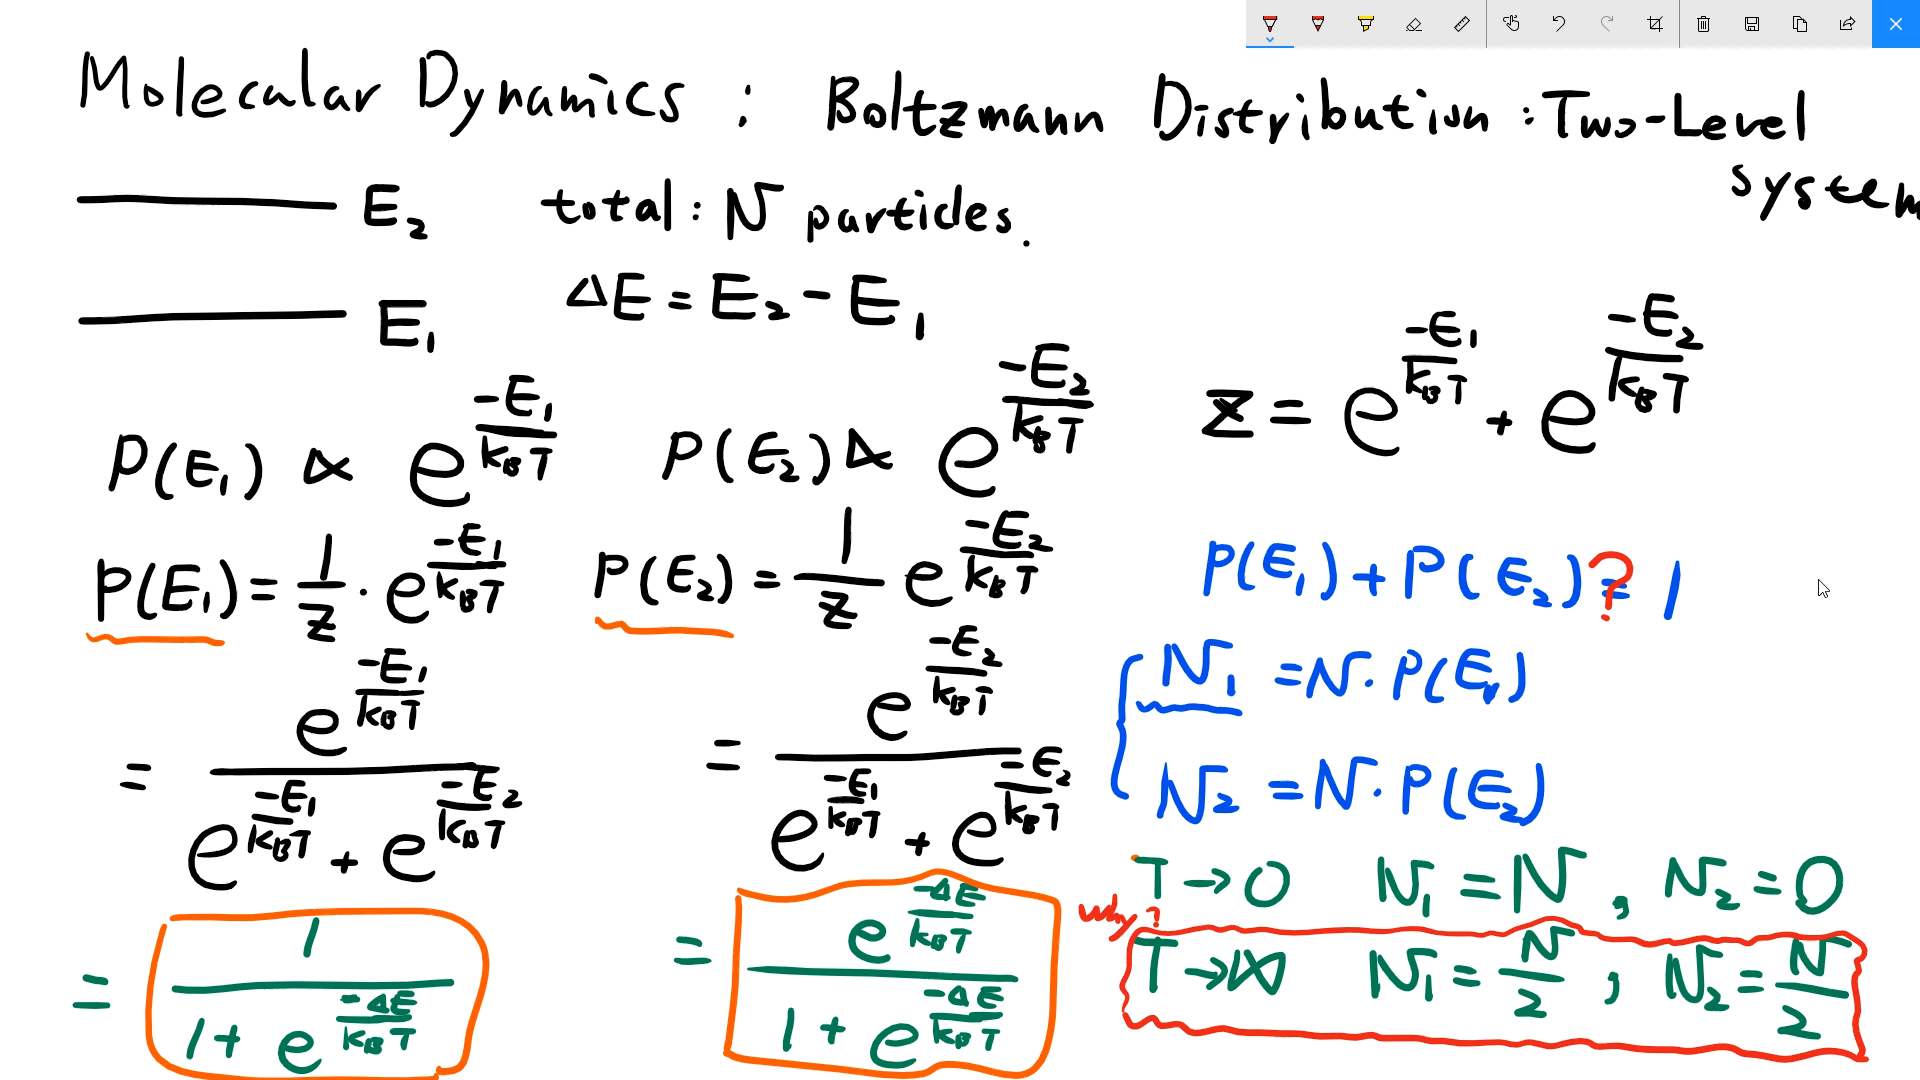 Molecular Dynamics : Boltzmann Distribution : Two-Level
system
E₂ total: N particles.
E₁ ΔE = E₂ - E₁
P(E₁) ∝ e^(-E₁/k_BT) P(E₂) ∝ e^(-E₂/k_BT) Z = e^(-E₁/k_BT) + e^(-E₂/k_BT)
P(E₁) = 1/Z · e^(-E₁/k_BT) P(E₂) = 1/Z e^(-E₂/k_BT)
= e^(-E₁/k_BT) / (e^(-E₁/k_BT) + e^(-E₂/k_BT)) = e^(-E₂/k_BT) / (e^(-E₁/k_BT) + e^(-E₂/k_BT))
= 1 / (1 + e^(-ΔE/k_BT)) = e^(-ΔE/k_BT) / (1 + e^(-ΔE/k_BT))
P(E₁) + P(E₂) =? 1
N₁ = N · P(E₁)
N₂ = N · P(E₂)
T → 0 N₁ = N , N₂ = 0
why?
T → ∞ N₁ = N/2 , N₂ = N/2